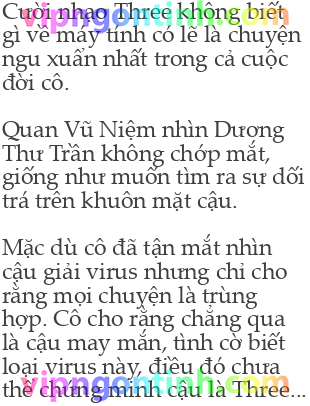 Cười nhạo Three không biết
gì về máy tính có lẽ là chuyện
ngu xuẩn nhất trong cả cuộc
đời cô.
Quan Vũ Niệm nhìn Dương
Thư Trần không chớp mắt,
giống như muốn tìm ra sự dối
trá trên khuôn mặt cậu.
Mặc dù cô đã tận mắt nhìn
cậu giải virus nhưng chỉ cho
rằng mọi chuyện là trùng
hợp. Cô cho rằng chẳng qua
là cậu may mắn, tình cờ biết
loại virus này, điều đó chưa
thể chứng minh cậu là Three...
vipngontinh.com
vipngontinh.com